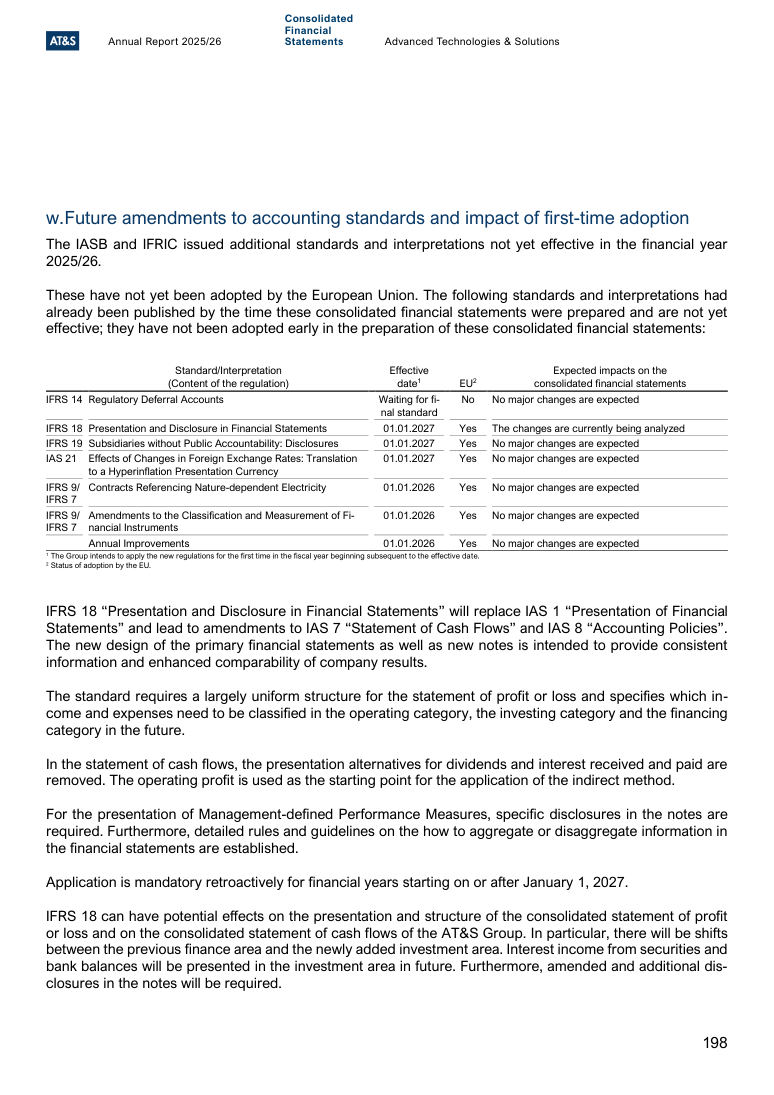 Consolidated
Financial
Statements
AT&S
Annual Report 2025/26
Advanced Technologies & Solutions
w.Future amendments to accounting standards and impact of first-time adoption
The IASB and IFRIC issued additional standards and interpretations not yet effective in the financial year
2025/26.
These have not yet been adopted by the European Union. The following standards and interpretations had
already been published by the time these consolidated financial statements were prepared and are not yet
effective; they have not been adopted early in the preparation of these consolidated financial statements:
Standard/Interpretation
(Content of the regulation)
Effective
date¹
EU²
Expected impacts on the
consolidated financial statements
IFRS 14 Regulatory Deferral Accounts Waiting for fi-
nal standard No No major changes are expected
IFRS 18 Presentation and Disclosure in Financial Statements 01.01.2027 Yes The changes are currently being analyzed
IFRS 19 Subsidiaries without Public Accountability: Disclosures 01.01.2027 Yes No major changes are expected
IAS 21 Effects of Changes in Foreign Exchange Rates: Translation
to a Hyperinflation Presentation Currency 01.01.2027 Yes No major changes are expected
IFRS 9/
IFRS 7 Contracts Referencing Nature-dependent Electricity 01.01.2026 Yes No major changes are expected
IFRS 9/
IFRS 7 Amendments to the Classification and Measurement of Fi-
nancial Instruments 01.01.2026 Yes No major changes are expected
Annual Improvements 01.01.2026 Yes No major changes are expected
¹ The Group intends to apply the new regulations for the first time in the fiscal year beginning subsequent to the effective date.
² Status of adoption by the EU.
IFRS 18 “Presentation and Disclosure in Financial Statements” will replace IAS 1 “Presentation of Financial
Statements” and lead to amendments to IAS 7 “Statement of Cash Flows” and IAS 8 “Accounting Policies”.
The new design of the primary financial statements as well as new notes is intended to provide consistent
information and enhanced comparability of company results.
The standard requires a largely uniform structure for the statement of profit or loss and specifies which in-
come and expenses need to be classified in the operating category, the investing category and the financing
category in the future.
In the statement of cash flows, the presentation alternatives for dividends and interest received and paid are
removed. The operating profit is used as the starting point for the application of the indirect method.
For the presentation of Management-defined Performance Measures, specific disclosures in the notes are
required. Furthermore, detailed rules and guidelines on the how to aggregate or disaggregate information in
the financial statements are established.
Application is mandatory retroactively for financial years starting on or after January 1, 2027.
IFRS 18 can have potential effects on the presentation and structure of the consolidated statement of profit
or loss and on the consolidated statement of cash flows of the AT&S Group. In particular, there will be shifts
between the previous finance area and the newly added investment area. Interest income from securities and
bank balances will be presented in the investment area in future. Furthermore, amended and additional dis-
closures in the notes will be required.
198